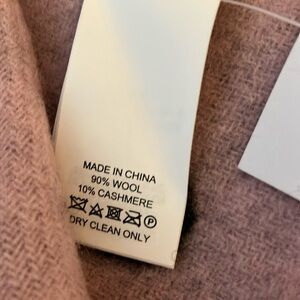 MADE IN CHINA
90% WOOL
10% CASHMERE
P
DRY CLEAN ONLY